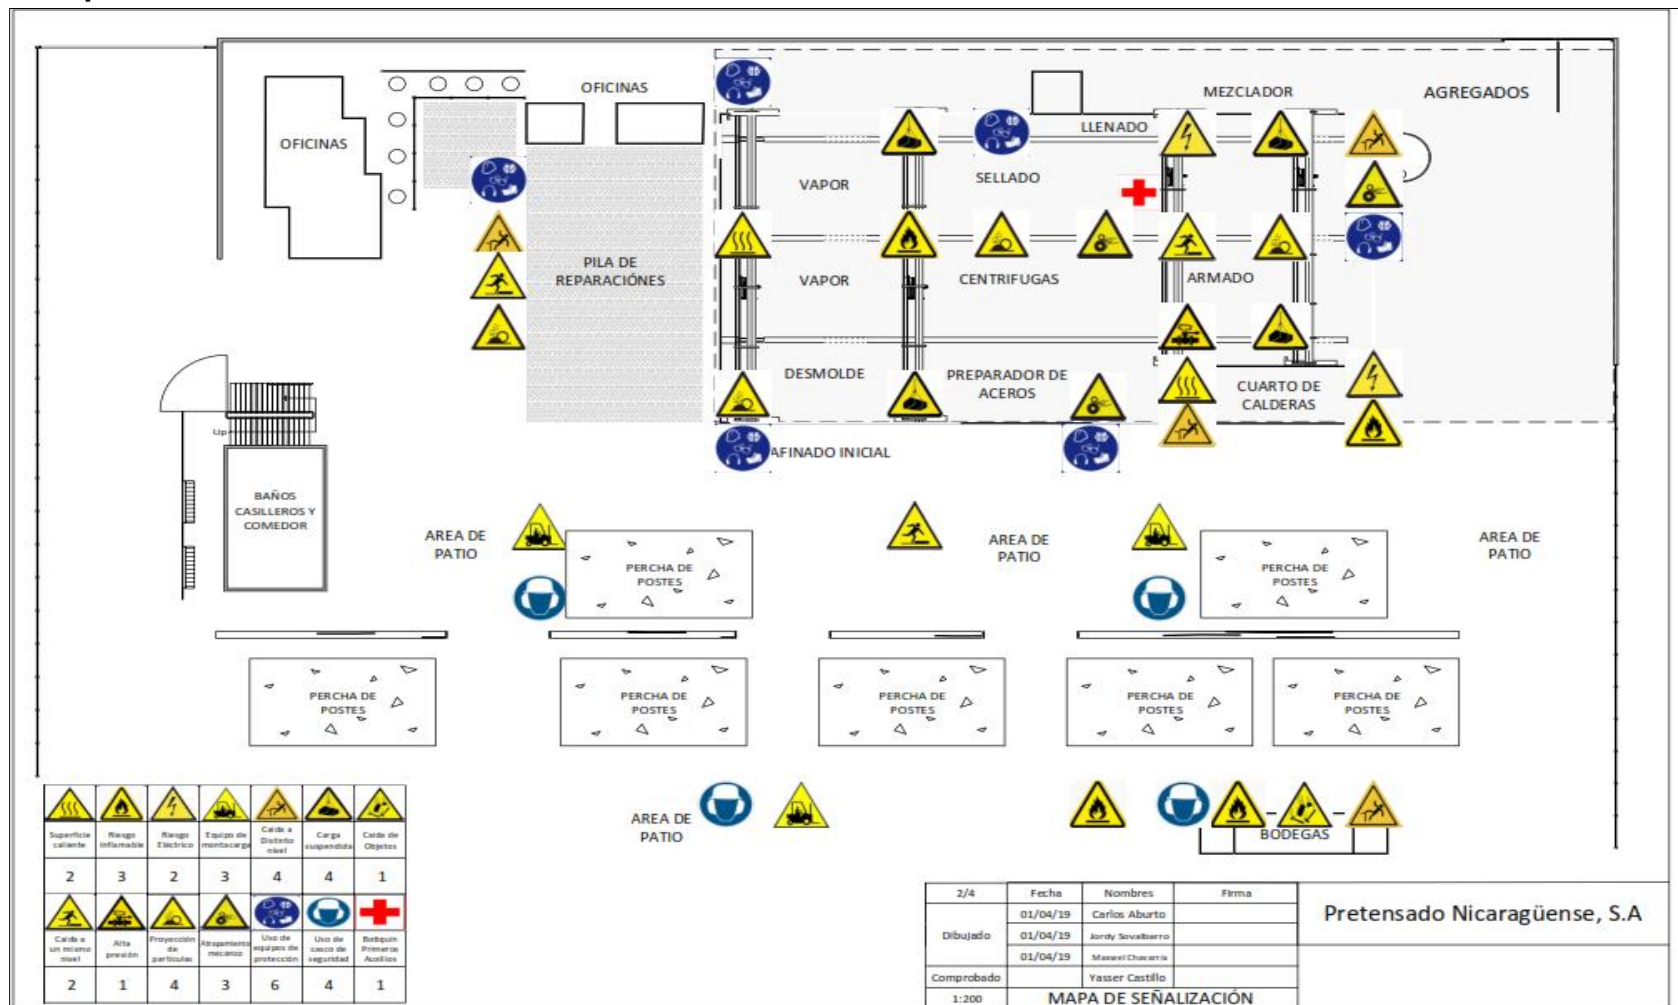 OFICINAS
OFICINAS
MEZCLADOR
AGREGADOS
LLENADO
VAPOR
SELLADO
PILA DE
REPARACIÓNES
VAPOR
CENTRIFUGAS
ARMADO
DESMOLDE
PREPARADOR DE
ACEROS
CUARTO DE
CALDERAS
AFINADO INICIAL
Up
BAÑOS
CASILLEROS Y
COMEDOR
AREA DE
PATIO
PERCHA DE
POSTES
AREA DE
PATIO
PERCHA DE
POSTES
AREA DE
PATIO
PERCHA DE
POSTES
PERCHA DE
POSTES
PERCHA DE
POSTES
PERCHA DE
POSTES
PERCHA DE
POSTES
AREA DE
PATIO
BODEGAS
Superficie
caliente
Riesgo
Inflamable
Riesgo
Eléctrico
Equipo de
montacarga
Caída a
Distinto
nivel
Carga
suspendida
Caída de
Objetos
2 3 2 3 4 4 1
Caída a
un mismo
nivel
Alta
presión
Proyección
de
partículas
Atrapamiento
mecánico
Uso de
equipos de
protección
Uso de
casco de
seguridad
Botiquín
Primeros
Auxilios
2 1 4 3 6 4 1
2/4 Fecha Nombres Firma
Dibujado
01/04/19 Carlos Aburto
01/04/19 Jordy Sovalbarro
01/04/19 Maxwel Chavarría
Comprobado Yasser Castillo
1:200 MAPA DE SEÑALIZACIÓN
Pretensado Nicaragüense, S.A